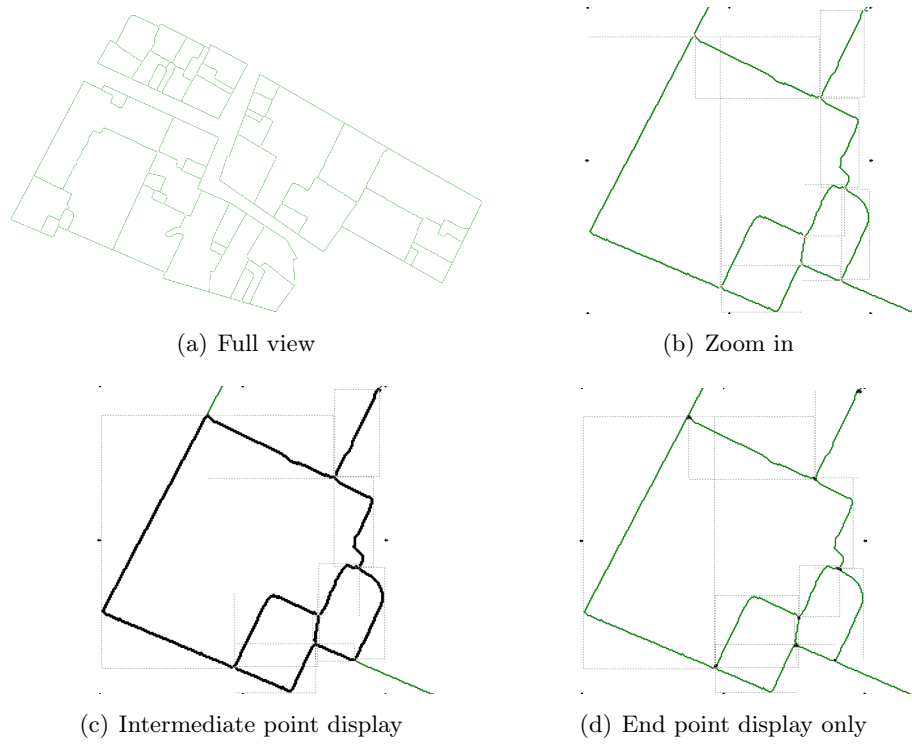 (a) Full view
(b) Zoom in
(c) Intermediate point display
(d) End point display only